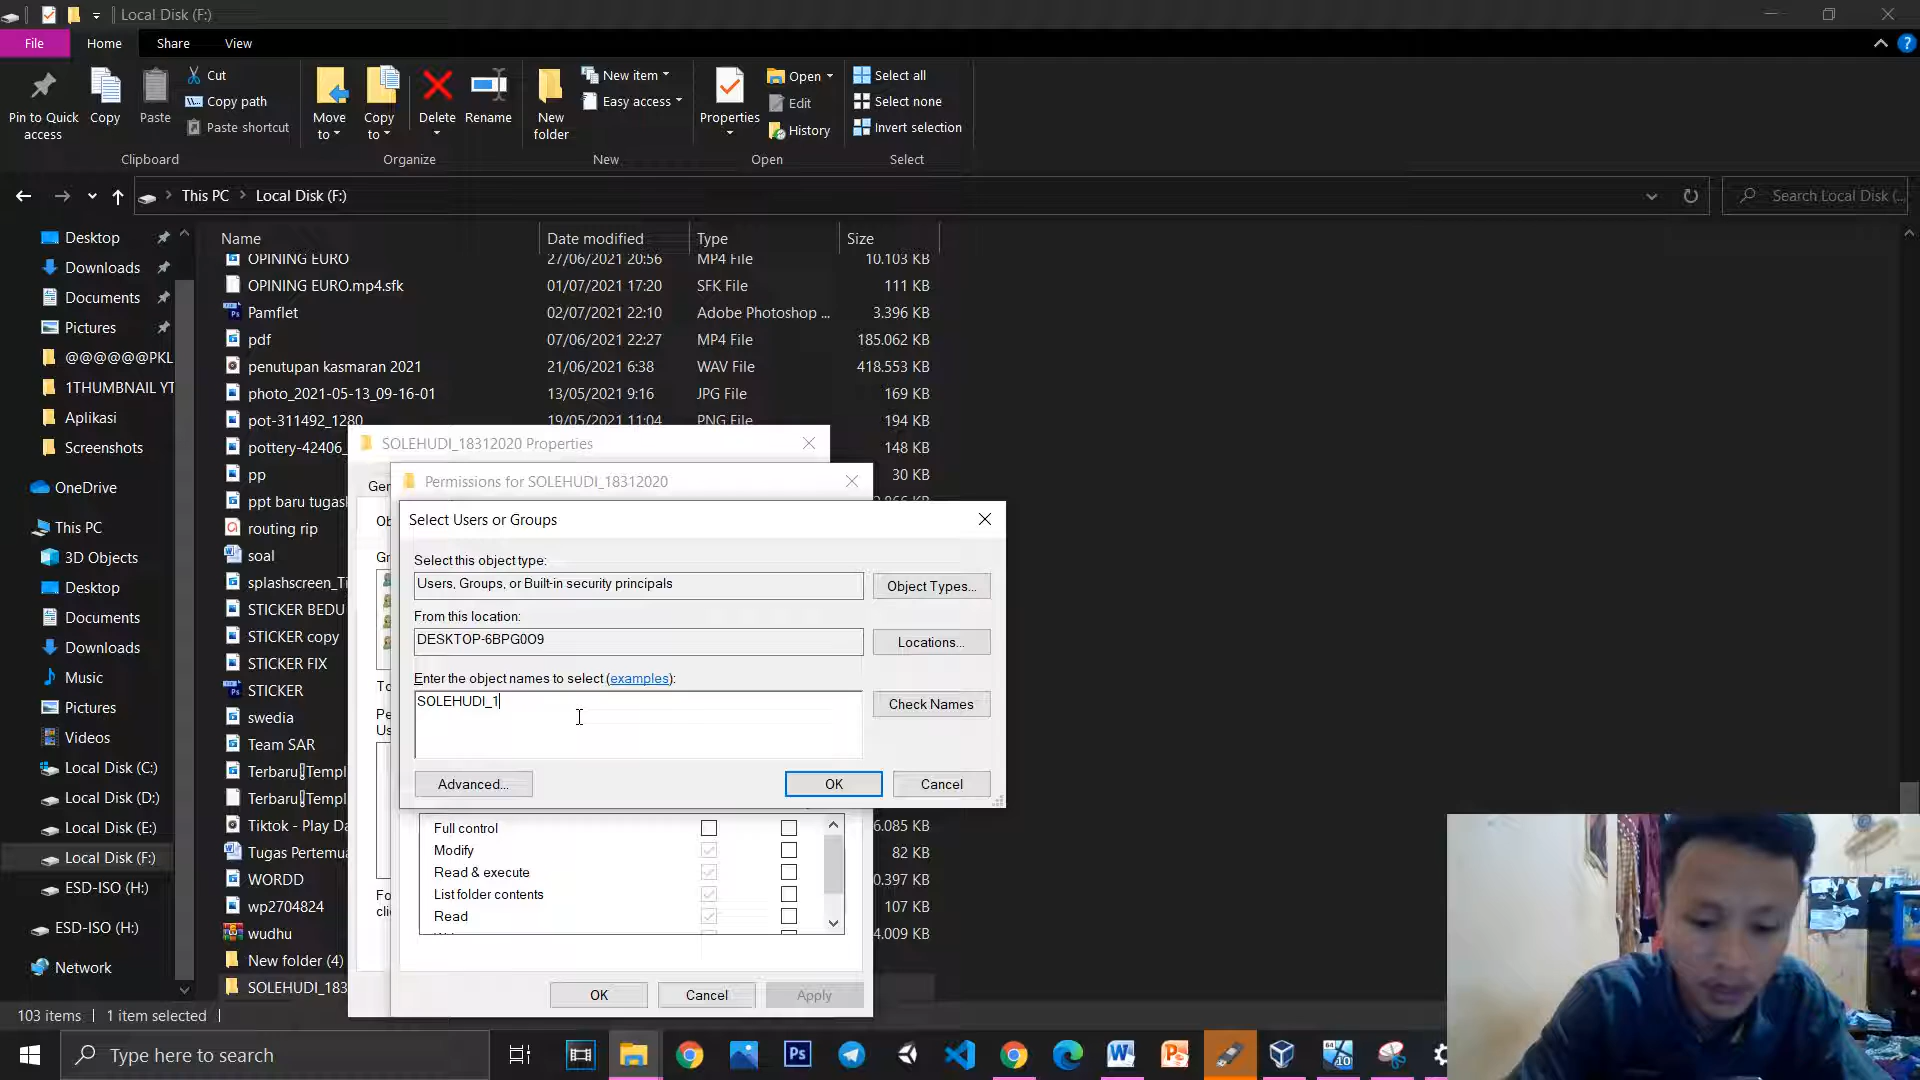 Local Disk (F:)
File
Home
Share
View
Pin to Quick access
Copy
Paste
Cut
Copy path
Paste shortcut
Clipboard
Move to
Copy to
Delete
Rename
Organize
New folder
New item
Easy access
New
Properties
Open
Edit
History
Open
Select all
Select none
Invert selection
Select
This PC
Local Disk (F:)
Search Local Disk (...
Name
Date modified
Type
Size
OPINING EURO 27/06/2021 20:56 MP4 File 10.103 KB
OPINING EURO.mp4.sfk 01/07/2021 17:20 SFK File 111 KB
Pamflet 02/07/2021 22:10 Adobe Photoshop ... 3.396 KB
pdf 07/06/2021 22:27 MP4 File 185.062 KB
penutupan kasmaran 2021 21/06/2021 6:38 WAV File 418.553 KB
photo_2021-05-13_09-16-01 13/05/2021 9:16 JPG File 169 KB
pot-311492_1280 19/05/2021 11:04 PNG File 194 KB
pottery-42406_ 148 KB
pp 30 KB
ppt baru tugas
routing rip
soal
splashscreen_Ti
STICKER BEDU
STICKER copy
STICKER FIX
STICKER
swedia
Team SAR
Terbaru Templ
Terbaru Templ
Tiktok - Play Da 6.085 KB
Tugas Pertemua 82 KB
WORDD 0.397 KB
wp2704824 107 KB
wudhu 4.009 KB
New folder (4)
SOLEHUDI_183
Desktop
Downloads
Documents
Pictures
@@@@@@PKL
1THUMBNAIL YT
Aplikasi
Screenshots
OneDrive
This PC
3D Objects
Desktop
Documents
Downloads
Music
Pictures
Videos
Local Disk (C:)
Local Disk (D:)
Local Disk (E:)
Local Disk (F:)
ESD-ISO (H:)
ESD-ISO (H:)
Network
103 items
1 item selected
SOLEHUDI_18312020 Properties
Ger
Ob
Gr
To
Pe
Us
Fo
clic
Permissions for SOLEHUDI_18312020
Select Users or Groups
Select this object type:
Users, Groups, or Built-in security principals
Object Types...
From this location:
DESKTOP-6BPG0O9
Locations...
Enter the object names to select (examples):
SOLEHUDI_1
Check Names
Advanced...
OK
Cancel
Full control
Modify
Read & execute
List folder contents
Read
OK
Cancel
Apply
Type here to search
Ps
W
P
64
10